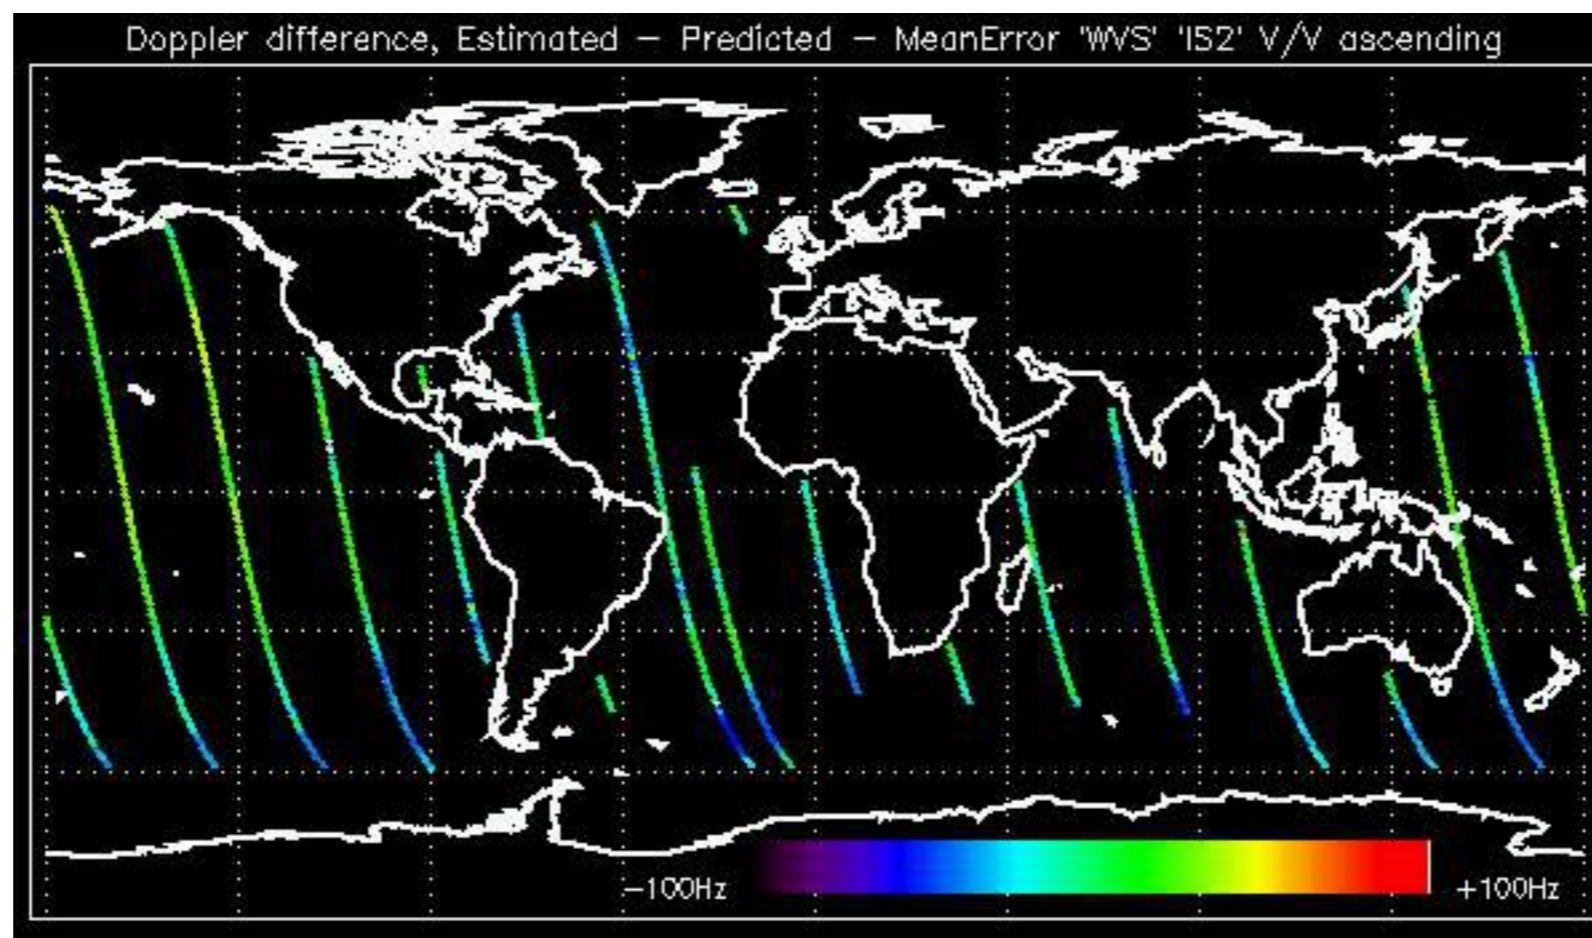 Doppler difference, Estimated – Predicted – MeanError 'WVS' 'IS2' V/V ascending
–100Hz
+100Hz